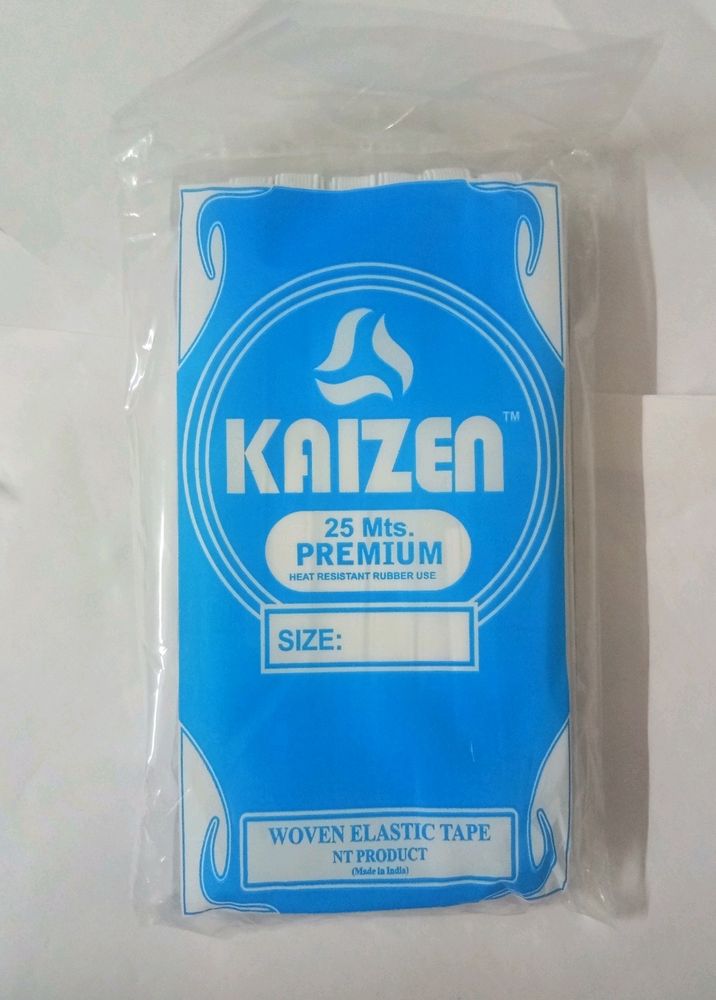 KAIZEN™
25 Mts.
PREMIUM
HEAT RESISTANT RUBBER USE
SIZE:
WOVEN ELASTIC TAPE
NT PRODUCT
(Made in India)